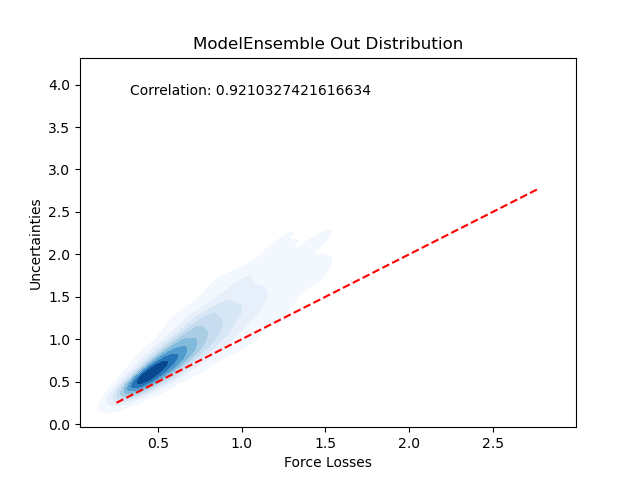 ModelEnsemble Out Distribution
Correlation: 0.9210327421616634
Uncertainties
4.0
3.5
3.0
2.5
2.0
1.5
1.0
0.5
0.0
0.5 1.0 1.5 2.0 2.5
Force Losses